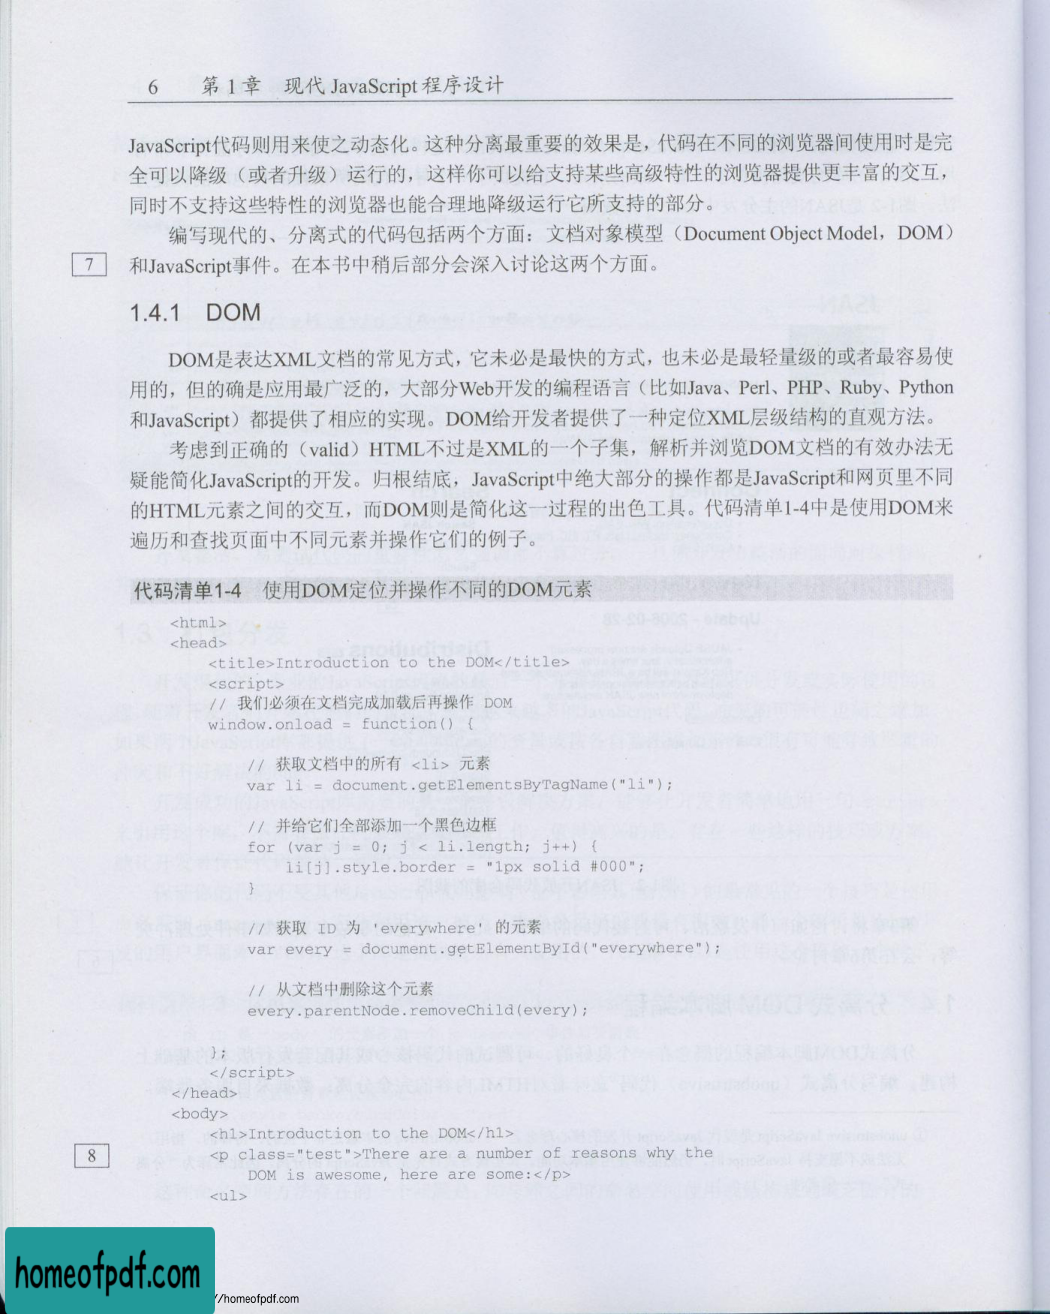 6 第 1 章 现代 JavaScript 程序设计
JavaScript代码则用来使之动态化。这种分离最重要的效果是，代码在不同的浏览器间使用时是完
全可以降级（或者升级）运行的，这样你可以给支持某些高级特性的浏览器提供更丰富的交互，
同时不支持这些特性的浏览器也能合理地降级运行它所支持的部分。
编写现代的、分离式的代码包括两个方面：文档对象模型（Document Object Model，DOM）
7
和JavaScript事件。在本书中稍后部分会深入讨论这两个方面。
1.4.1 DOM
DOM是表达XML文档的常见方式，它未必是最快的方式，也未必是最轻量级的或者最容易使
用的，但的确是应用最广泛的，大部分Web开发的编程语言（比如Java、Perl、PHP、Ruby、Python
和JavaScript）都提供了相应的实现。DOM给开发者提供了一种定位XML层级结构的直观方法。
考虑到正确的（valid）HTML不过是XML的一个子集，解析并浏览DOM文档的有效办法无
疑能简化JavaScript的开发。归根结底，JavaScript中绝大部分的操作都是JavaScript和网页里不同
的HTML元素之间的交互，而DOM则是简化这一过程的出色工具。代码清单1-4中是使用DOM来
遍历和查找页面中不同元素并操作它们的例子。
代码清单1-4 使用DOM定位并操作不同的DOM元素
<html>
<head>
<title>Introduction to the DOM</title>
<script>
// 我们必须在文档完成加载后再操作 DOM
window.onload = function() {
// 获取文档中的所有 <li> 元素
var li = document.getElementsByTagName("li");
// 并给它们全部添加一个黑色边框
for (var j = 0; j < li.length; j++) {
li[j].style.border = "1px solid #000";
}
// 获取 ID 为 'everywhere' 的元素
var every = document.getElementById("everywhere");
// 从文档中删除这个元素
every.parentNode.removeChild(every);
};
</script>
</head>
<body>
<h1>Introduction to the DOM</h1>
8
<p class="test">There are a number of reasons why the
DOM is awesome, here are some:</p>
<ul>
homeofpdf.com
//homeofpdf.com